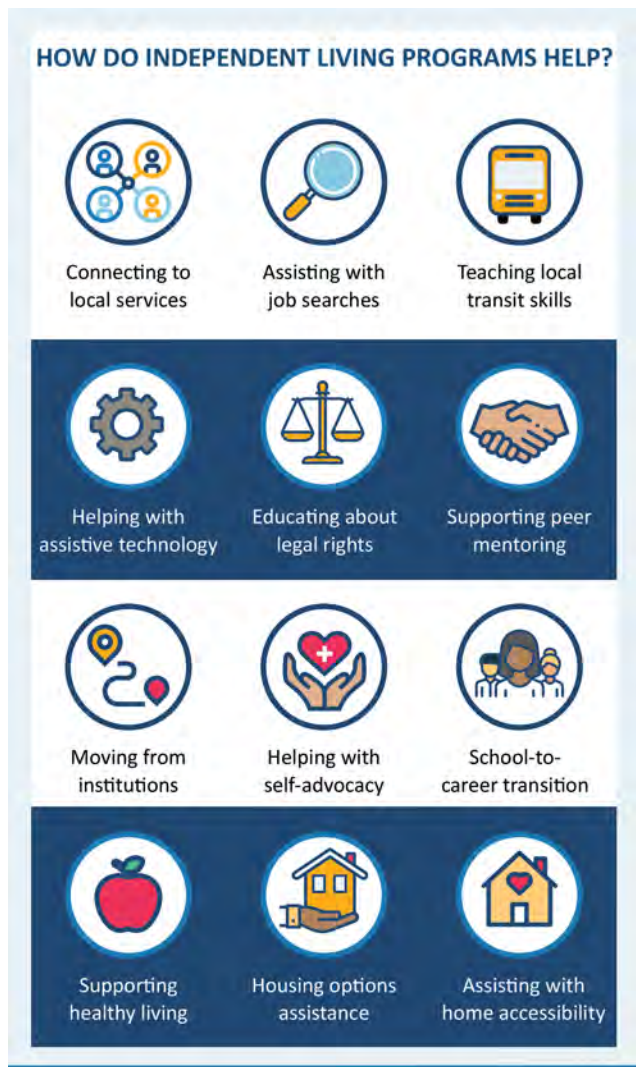 HOW DO INDEPENDENT LIVING PROGRAMS HELP?
Connecting to
local services
Assisting with
job searches
Teaching local
transit skills
Helping with
assistive technology
Educating about
legal rights
Supporting peer
mentoring
Moving from
institutions
Helping with
self-advocacy
School-to-
career transition
Supporting
healthy living
Housing options
assistance
Assisting with
home accessibility